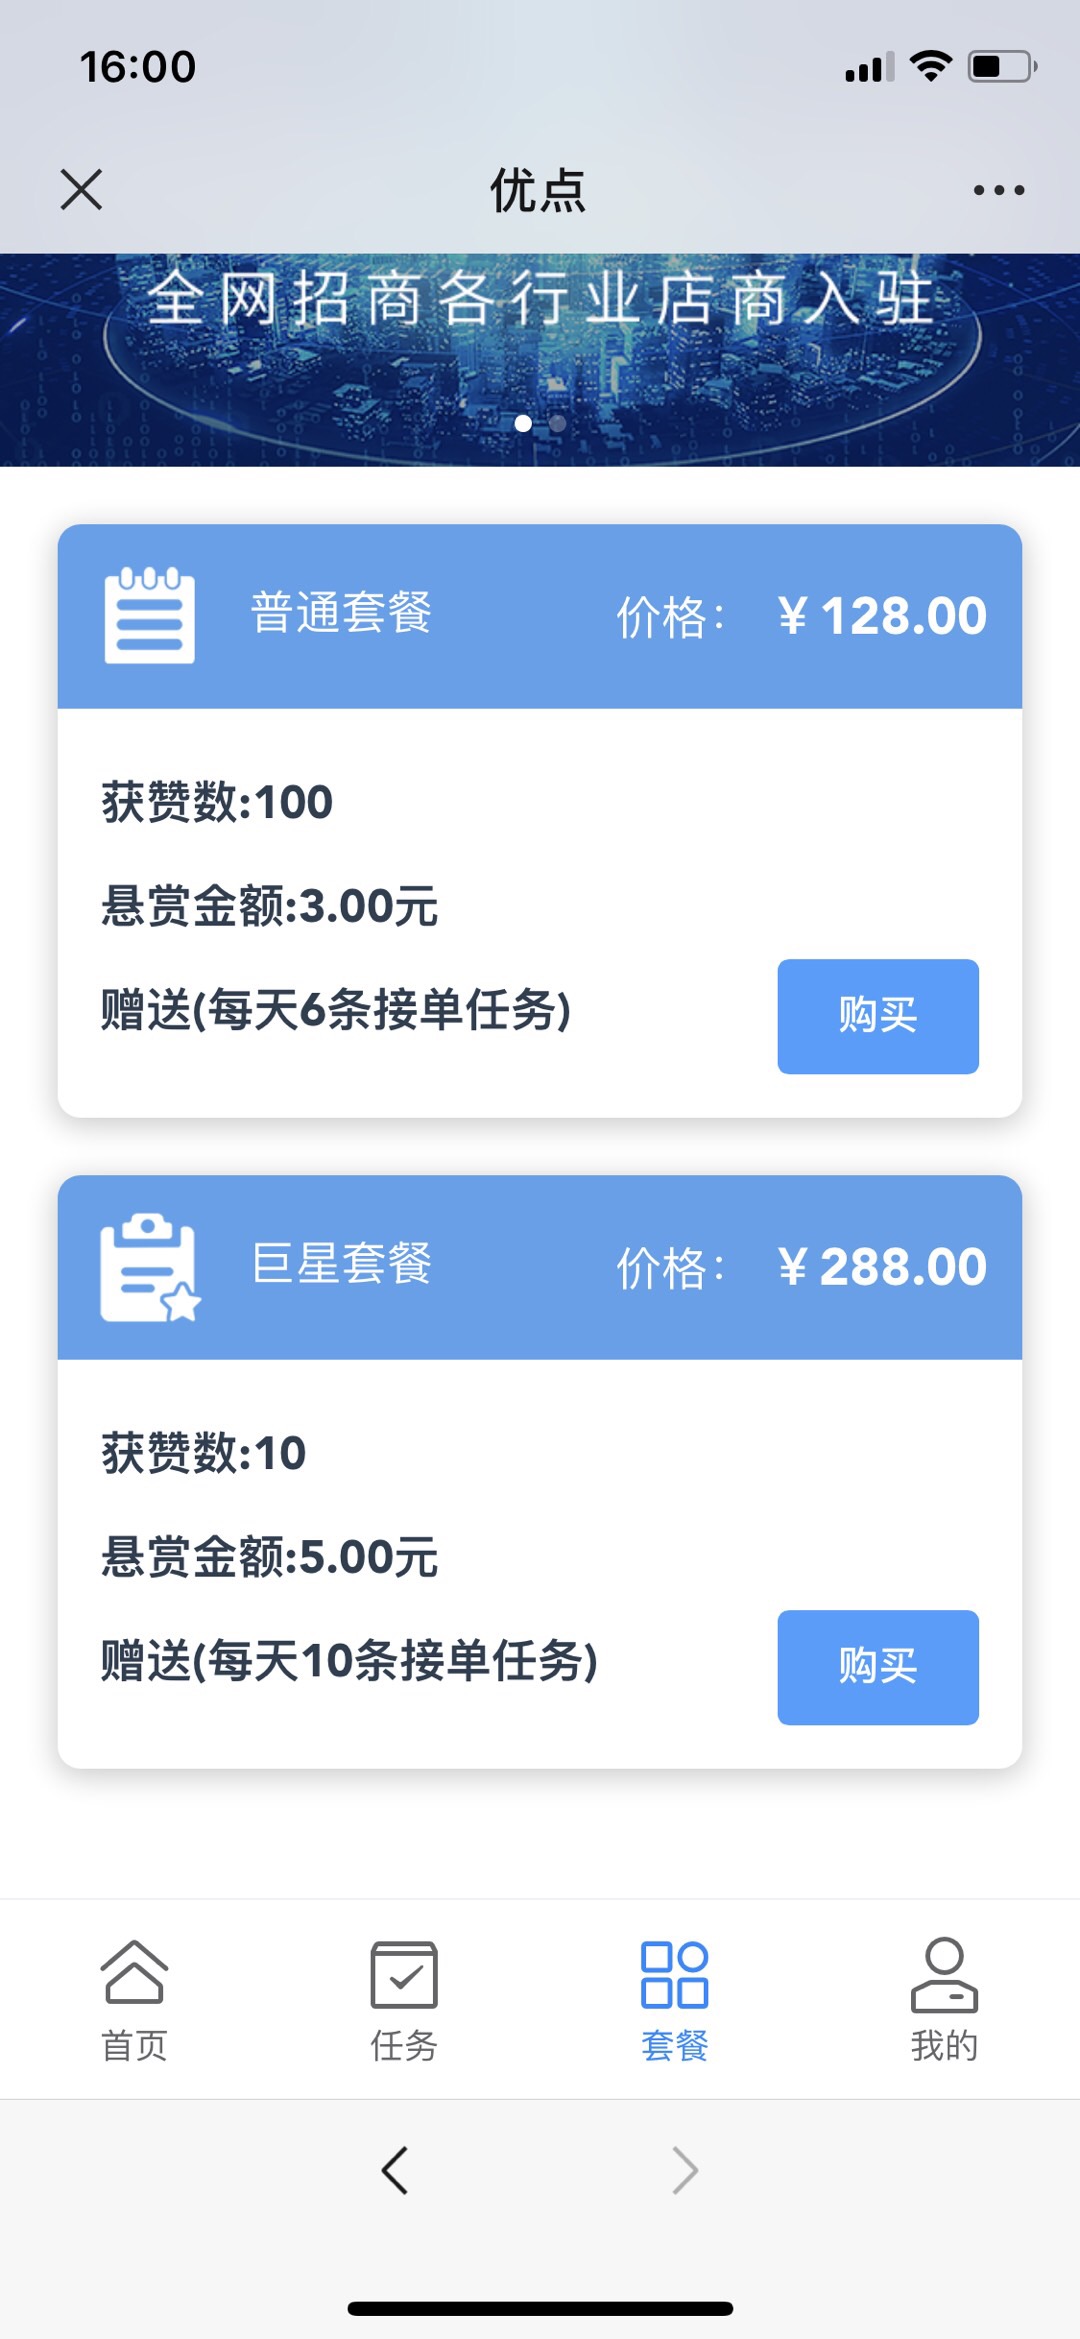 16:00
优点
全网招商各行业店商入驻
普通套餐 价格: ¥128.00
获赞数:100
悬赏金额:3.00元
赠送(每天6条接单任务)
购买
巨星套餐 价格: ¥288.00
获赞数:10
悬赏金额:5.00元
赠送(每天10条接单任务)
购买
首页 任务 套餐 我的